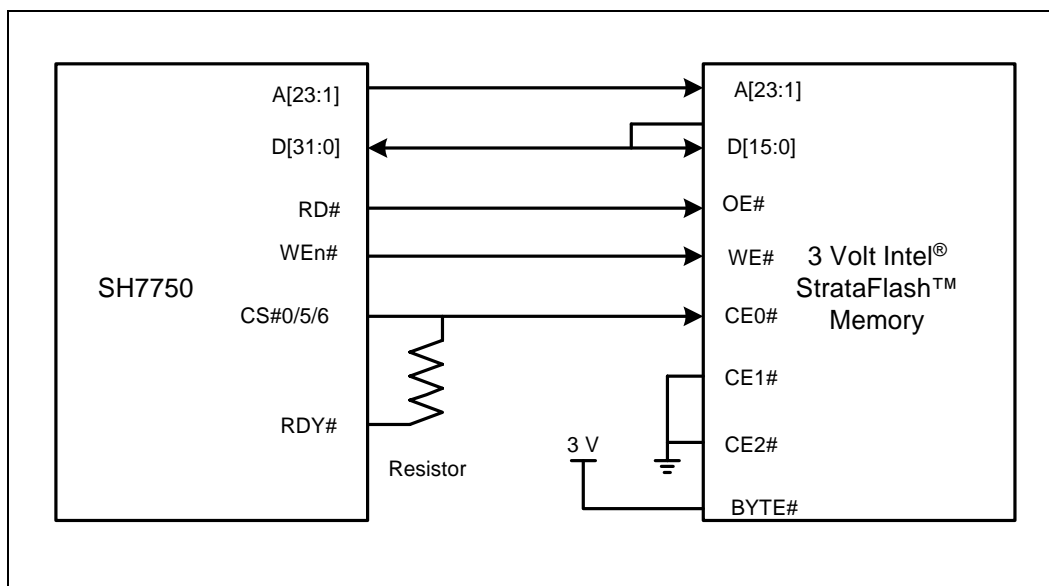 A[23:1]
D[31:0]
RD#
WEn#
SH7750
CS#0/5/6
RDY#
Resistor
3 V
A[23:1]
D[15:0]
OE#
WE#
3 Volt Intel®
StrataFlash™
Memory
CE0#
CE1#
CE2#
BYTE#